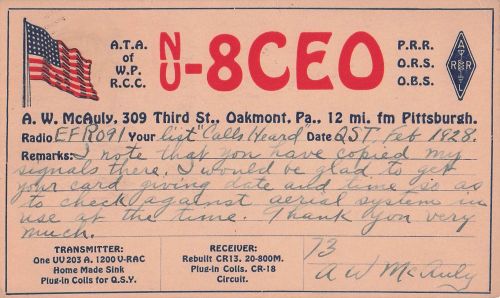 A.T.A.
of
W.P.
R.C.C.
NU-8CEO
P.R.R.
O.R.S.
O.B.S.
A
R R
L
A. W. McAuly, 309 Third St., Oakmont, Pa., 12 mi. fm Pittsburgh.
Radio EFR091 Your list "Calls Heard" Date QST, Feb 1928.
Remarks: I note that you have copied my
signals there. I would be glad to get
your card giving date and time so as
to check against aerial system in
use at the time. Thank you very
much.
TRANSMITTER:
One UV 203 A. 1200 U-RAC
Home Made Sink
Plug-in Coils for Q.S.Y.
RECEIVER:
Rebuilt CR13. 20-800M.
Plug-in Coils. CR-18
Circuit.
73
A W McAuly